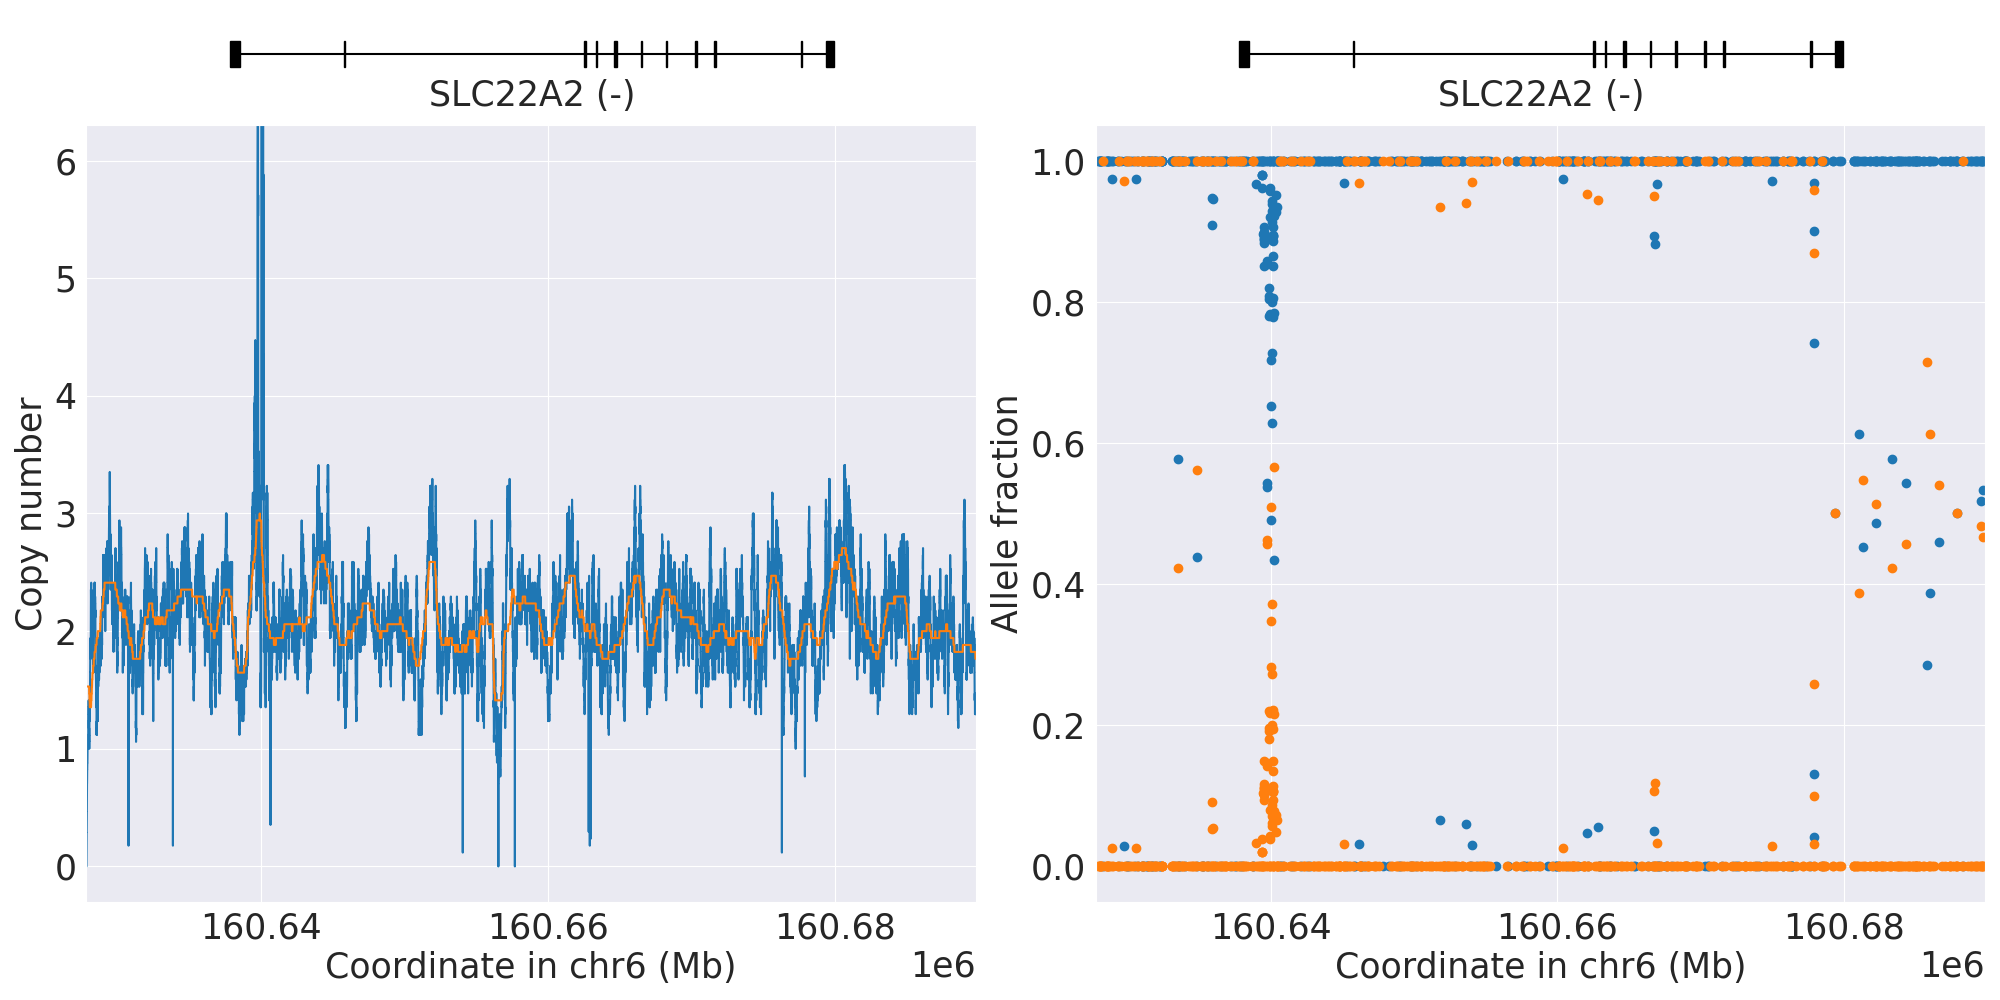 SLC22A2 (-)
6
5
4
3
2
1
0
Copy number
160.64
160.66
160.68
Coordinate in chr6 (Mb)
1e6
SLC22A2 (-)
1.0
0.8
0.6
0.4
0.2
0.0
Allele fraction
160.64
160.66
160.68
Coordinate in chr6 (Mb)
1e6